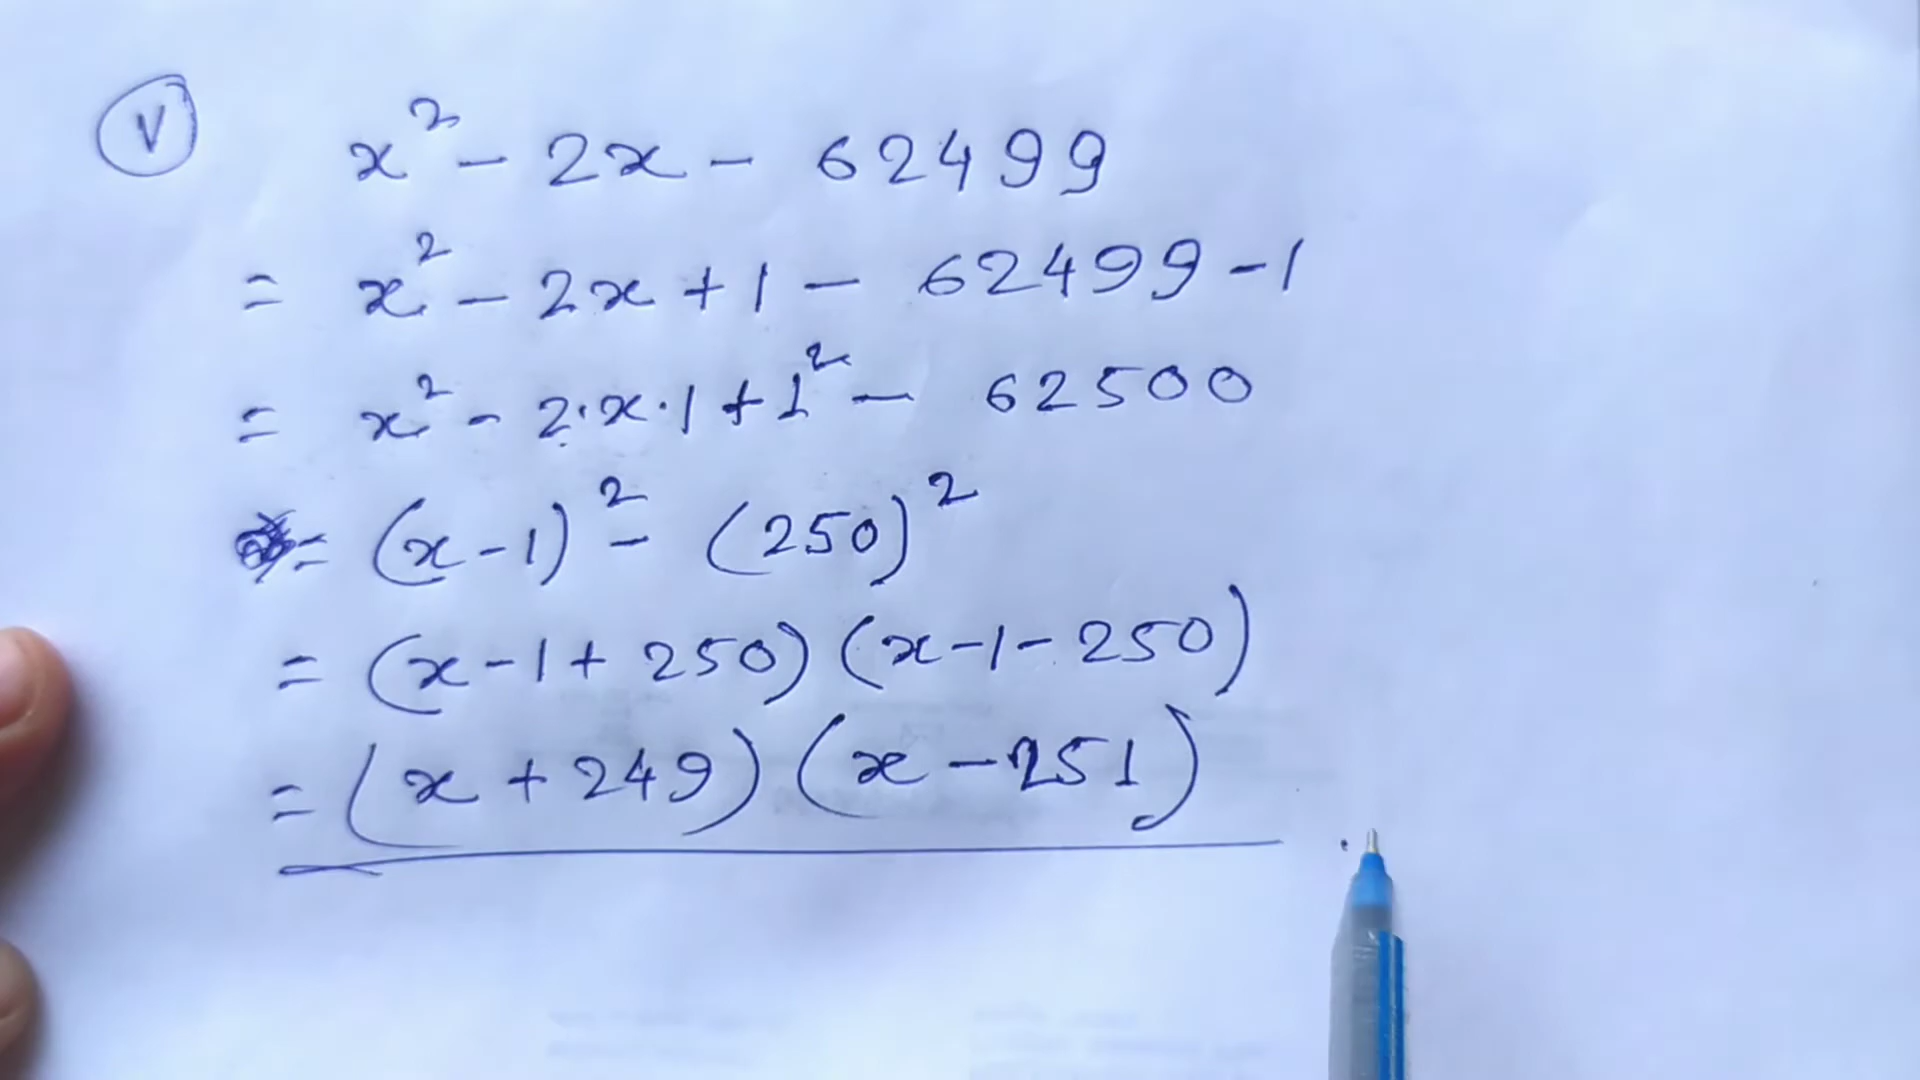 V x² - 2x - 62499
= x² - 2x + 1 - 62499 - 1
= x² - 2·x·1 + 1² - 62500
= (x-1)² - (250)²
= (x-1+250)(x-1-250)
= (x+249)(x-251)